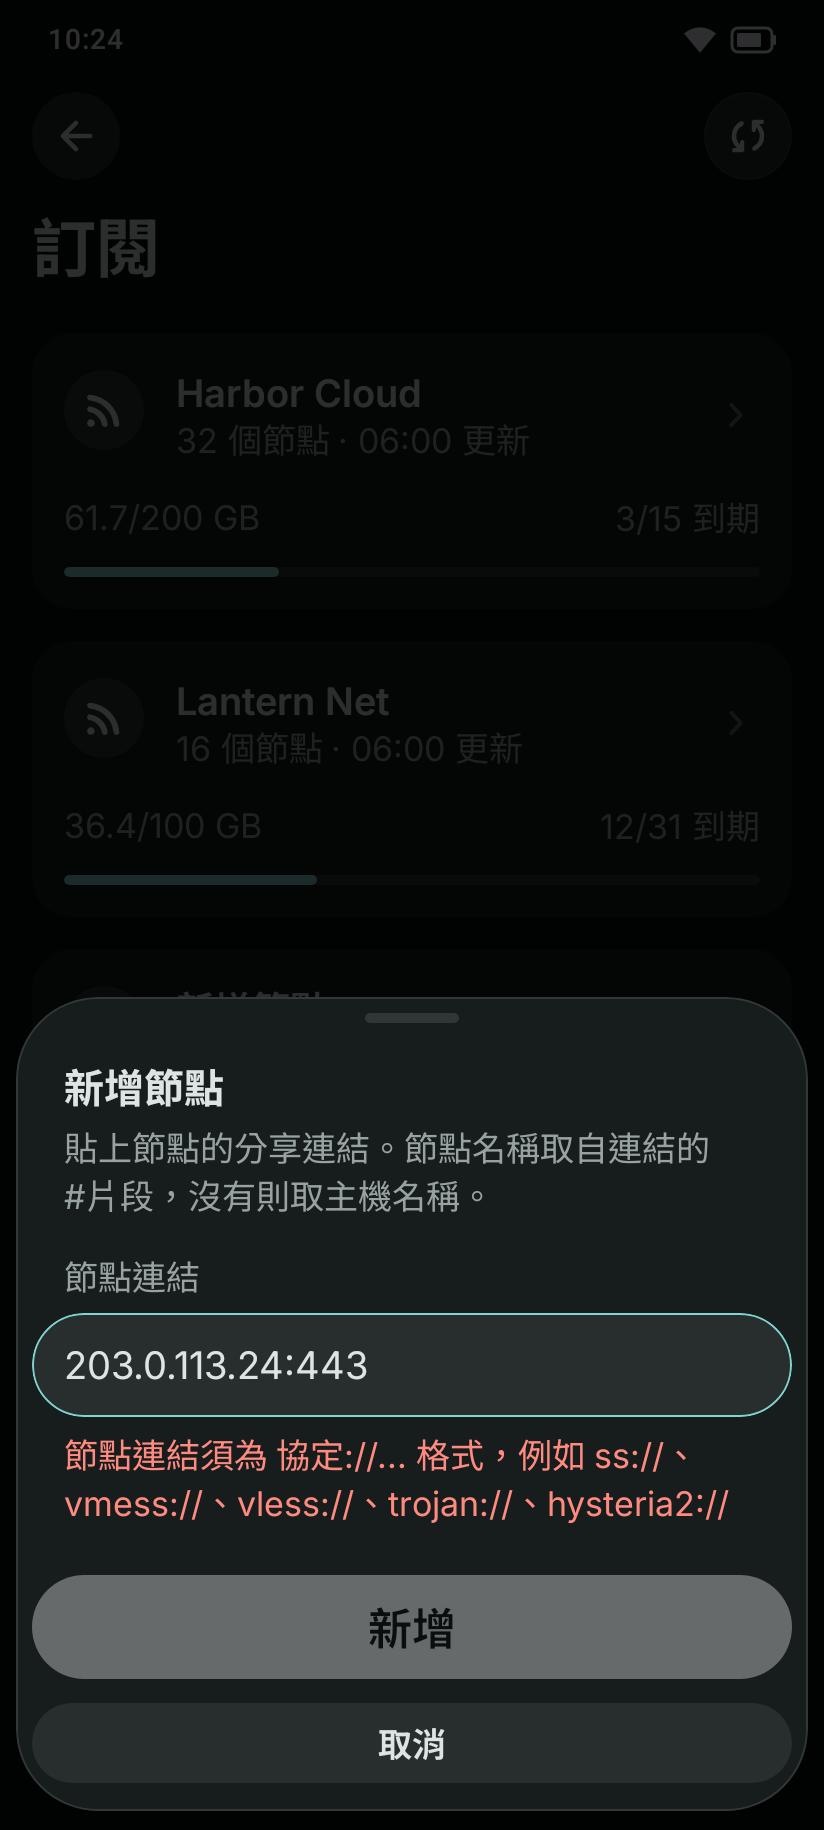 10:24
訂閱
Harbor Cloud
32 個節點 · 06:00 更新
61.7/200 GB
3/15 到期
Lantern Net
16 個節點 · 06:00 更新
36.4/100 GB
12/31 到期
新增節點
新增節點
貼上節點的分享連結。節點名稱取自連結的
#片段，沒有則取主機名稱。
節點連結
203.0.113.24:443
節點連結須為 協定://... 格式，例如 ss://、
vmess://、vless://、trojan://、hysteria2://
新增
取消